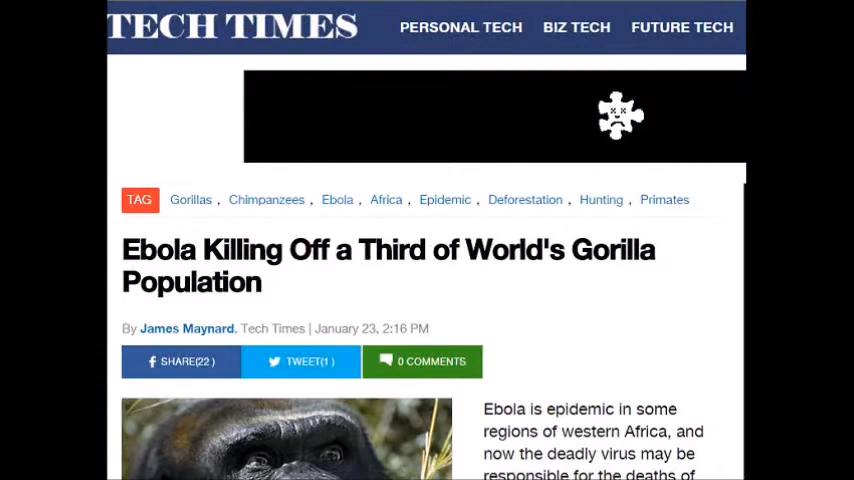 TECH TIMES
PERSONAL TECH BIZ TECH FUTURE TECH
TAG Gorillas , Chimpanzees , Ebola , Africa , Epidemic , Deforestation , Hunting , Primates
Ebola Killing Off a Third of World's Gorilla
Population
By James Maynard, Tech Times | January 23, 2:16 PM
f SHARE(22 ) TWEET(1 ) 0 COMMENTS
Ebola is epidemic in some
regions of western Africa, and
now the deadly virus may be
responsible for the deaths of